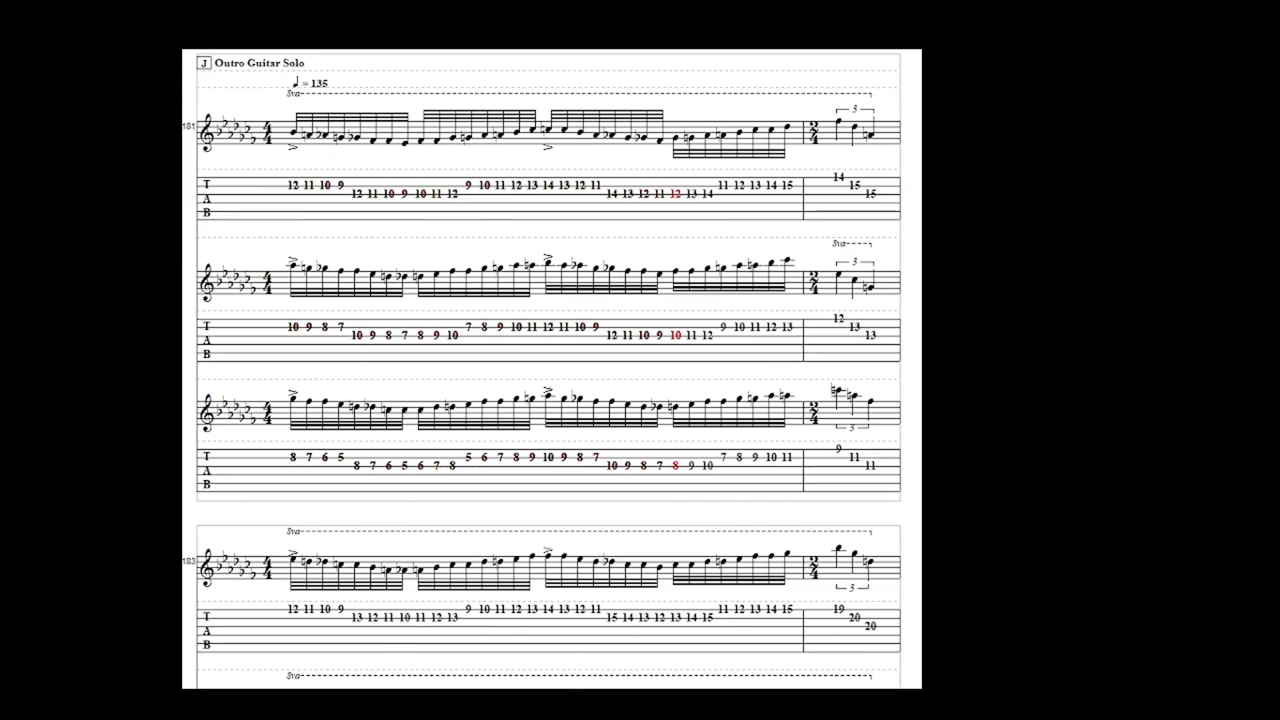 J Outro Guitar Solo
♩ = 135
8va
181
3
T A B
14
12 11 10 9 9 10 11 12 13 14 13 12 11 11 12 13 14 15 15
12 11 10 9 10 11 12 14 13 12 11 12 13 14 15
8va
3
T A B
12
10 9 8 7 7 8 9 10 11 12 11 10 9 9 10 11 12 13 13
10 9 8 7 8 9 10 12 11 10 9 10 11 12 13
3
T A B
9
8 7 6 5 5 6 7 8 9 10 9 8 7 7 8 9 10 11 11
8 7 6 5 6 7 8 10 9 8 7 8 9 10 11
8va
183
3
T A B
12 11 10 9 9 10 11 12 13 14 13 12 11 11 12 13 14 15 19
13 12 11 10 11 12 13 15 14 13 12 13 14 15 20
20
8va